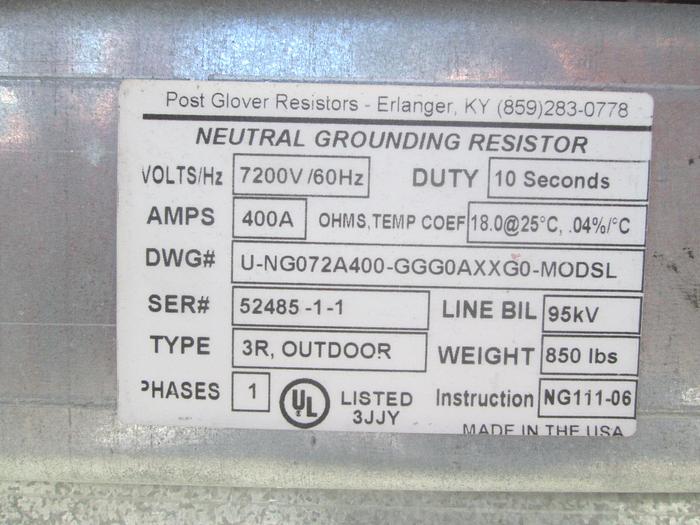 Post Glover Resistors - Erlanger, KY (859)283-0778
NEUTRAL GROUNDING RESISTOR
VOLTS/Hz 7200V/60Hz DUTY 10 Seconds
AMPS 400A OHMS,TEMP COEF 18.0@25°C, .04%/°C
DWG# U-NG072A400-GGG0AXXG0-MODSL
SER# 52485-1-1 LINE BIL 95kV
TYPE 3R, OUTDOOR WEIGHT 850 lbs
PHASES 1 UL LISTED 3JJY Instruction NG111-06
MADE IN THE USA